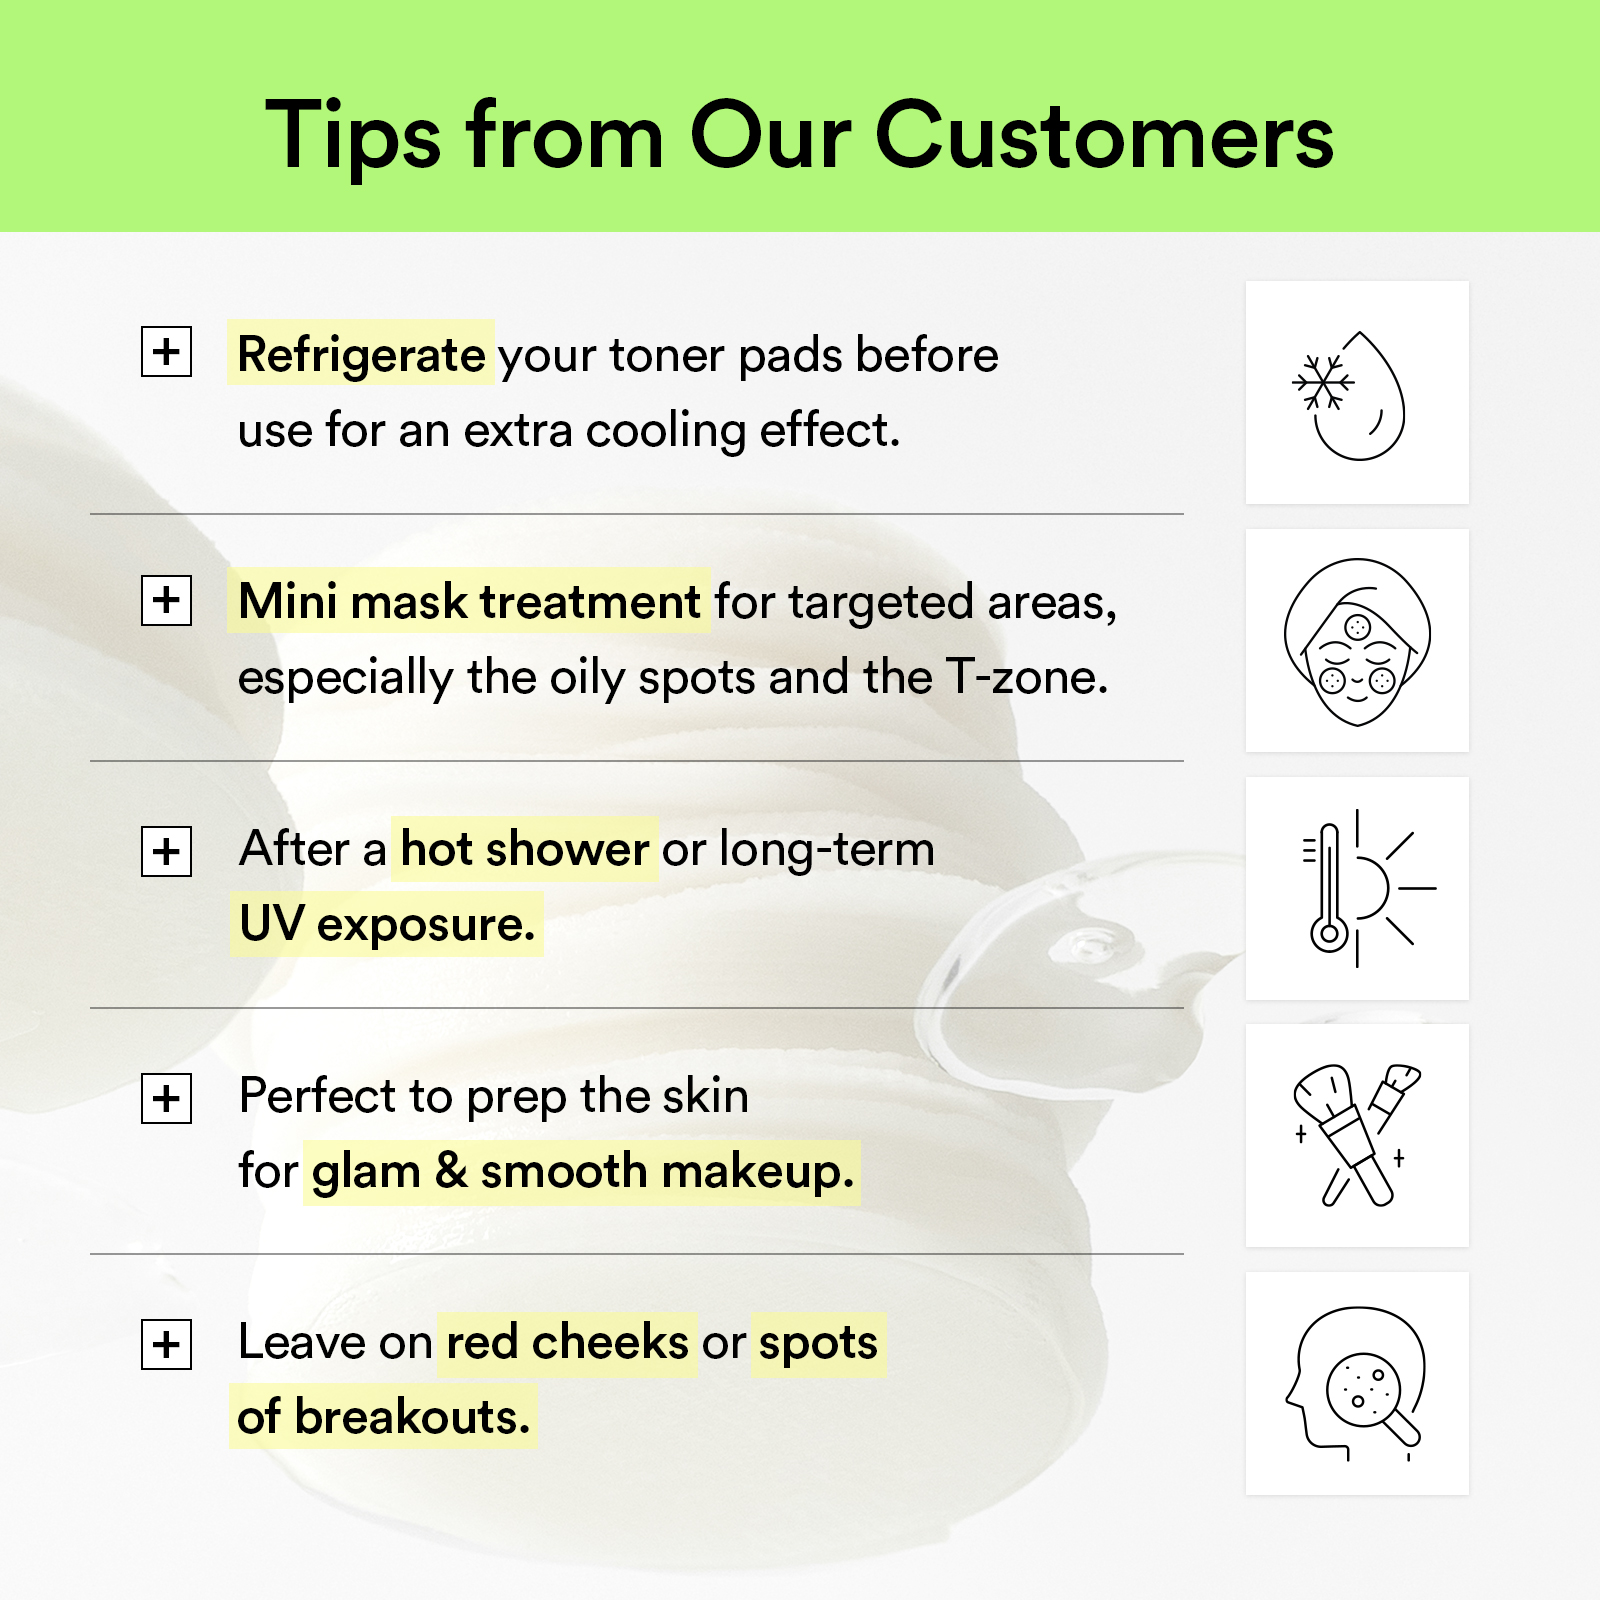 Tips from Our Customers
Refrigerate your toner pads before
use for an extra cooling effect.
Mini mask treatment for targeted areas,
especially the oily spots and the T-zone.
After a hot shower or long-term
UV exposure.
Perfect to prep the skin
for glam & smooth makeup.
Leave on red cheeks or spots
of breakouts.